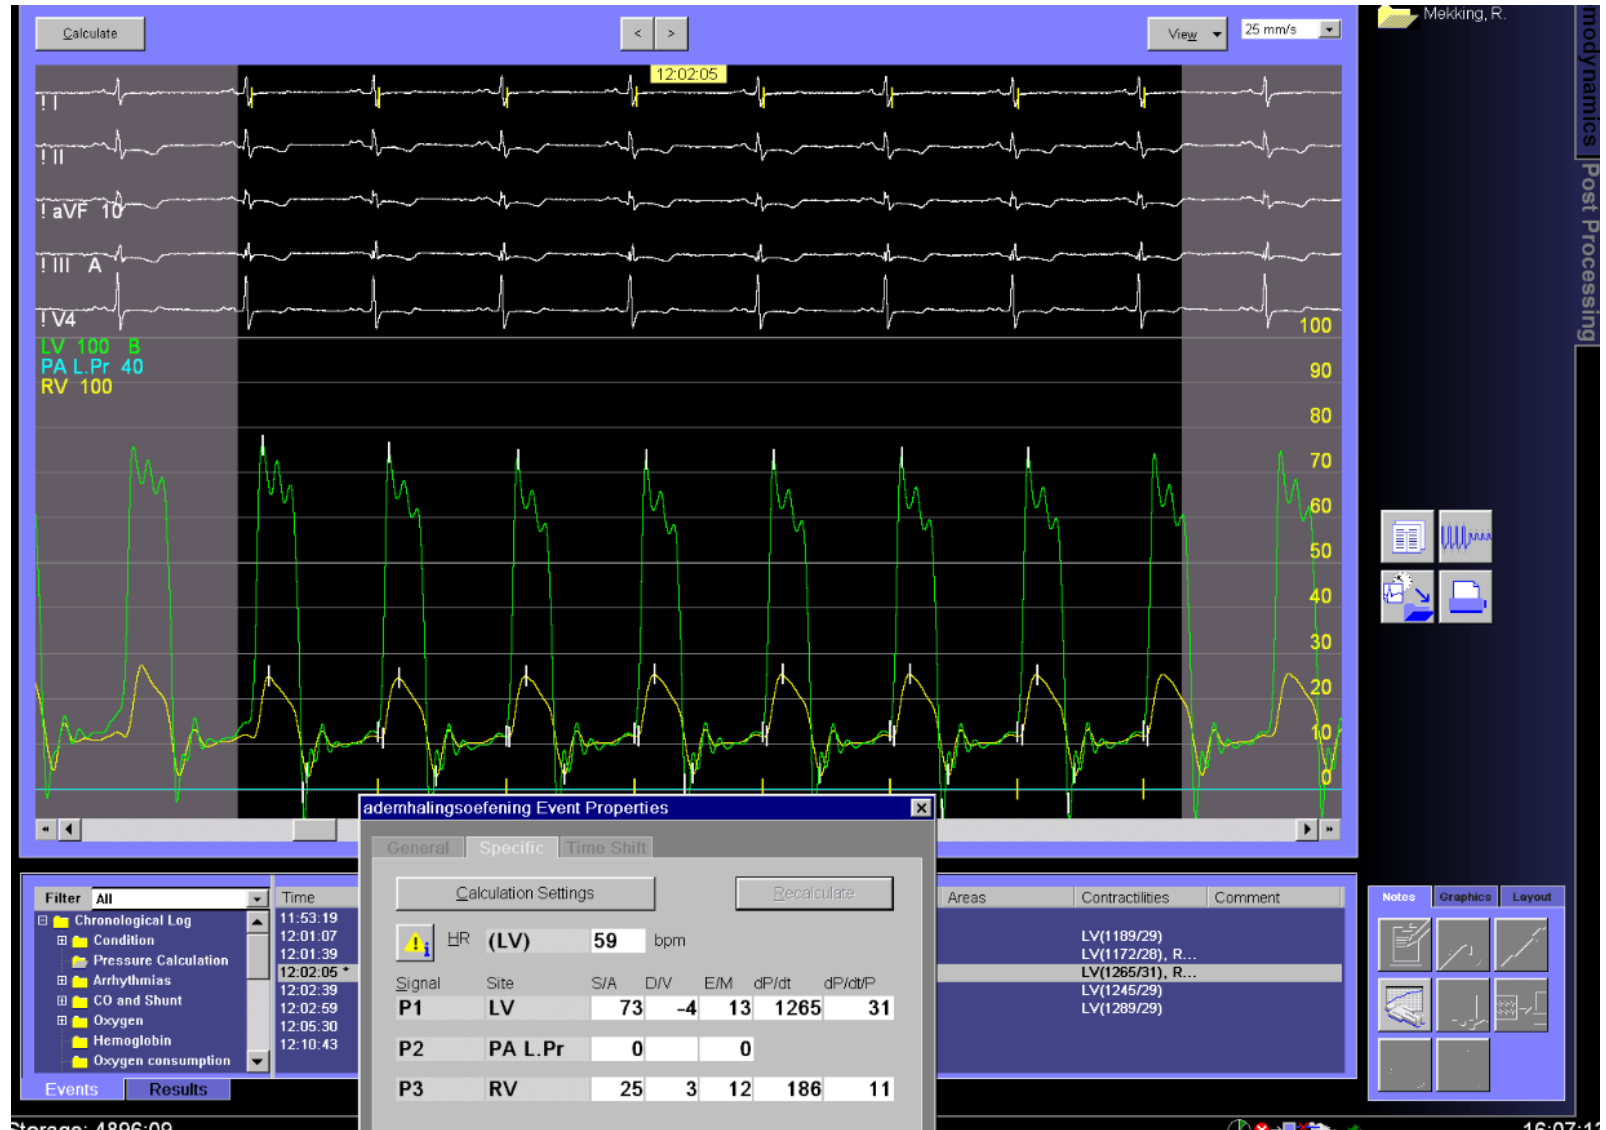 Calculate
<
>
View
25 mm/s
Mekking, R.
modynamics
Post Processing
12:02:05
! I
! II
! aVF 10
! III A
! V4
LV 100 B
PA L.Pr 40
RV 100
100
90
80
70
60
50
40
30
20
10
0
ademhalingsoefening Event Properties
General
Specific
Time Shift
Calculation Settings
Recalculate
HR (LV) 59 bpm
Signal Site S/A D/V E/M dP/dt dP/dt/P
P1 LV 73 -4 13 1265 31
P2 PA L.Pr 0 0
P3 RV 25 3 12 186 11
Filter All
Chronological Log
Condition
Pressure Calculation
Arrhythmias
CO and Shunt
Oxygen
Hemoglobin
Oxygen consumption
Events
Results
Time Areas Contractilities Comment
11:53:19
12:01:07 LV(1189/29)
12:01:39 LV(1172/28), R...
12:02:05 * LV(1265/31), R...
12:02:39 LV(1245/29)
12:02:59 LV(1289/29)
12:05:30
12:10:43
Notes
Graphics
Layout
Storage: 4896:09
16:07:13